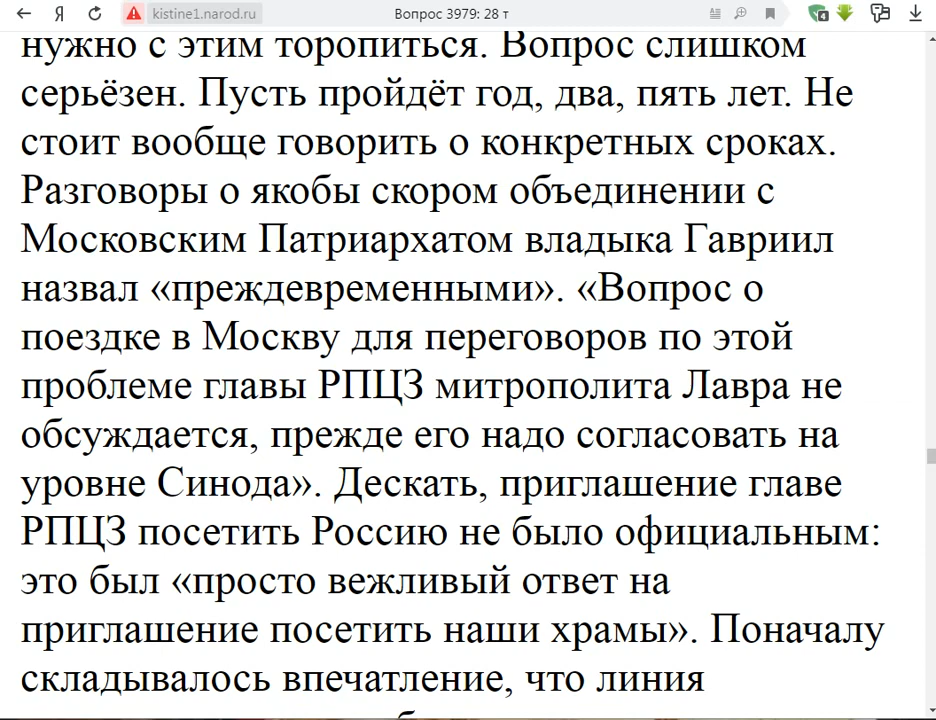 kistine1.narod.ru
Вопрос 3979: 28 т
4
нужно с этим торопиться. Вопрос слишком
серьёзен. Пусть пройдёт год, два, пять лет. Не
стоит вообще говорить о конкретных сроках.
Разговоры о якобы скором объединении с
Московским Патриархатом владыка Гавриил
назвал «преждевременными». «Вопрос о
поездке в Москву для переговоров по этой
проблеме главы РПЦЗ митрополита Лавра не
обсуждается, прежде его надо согласовать на
уровне Синода». Дескать, приглашение главе
РПЦЗ посетить Россию не было официальным:
это был «просто вежливый ответ на
приглашение посетить наши храмы». Поначалу
складывалось впечатление, что линия